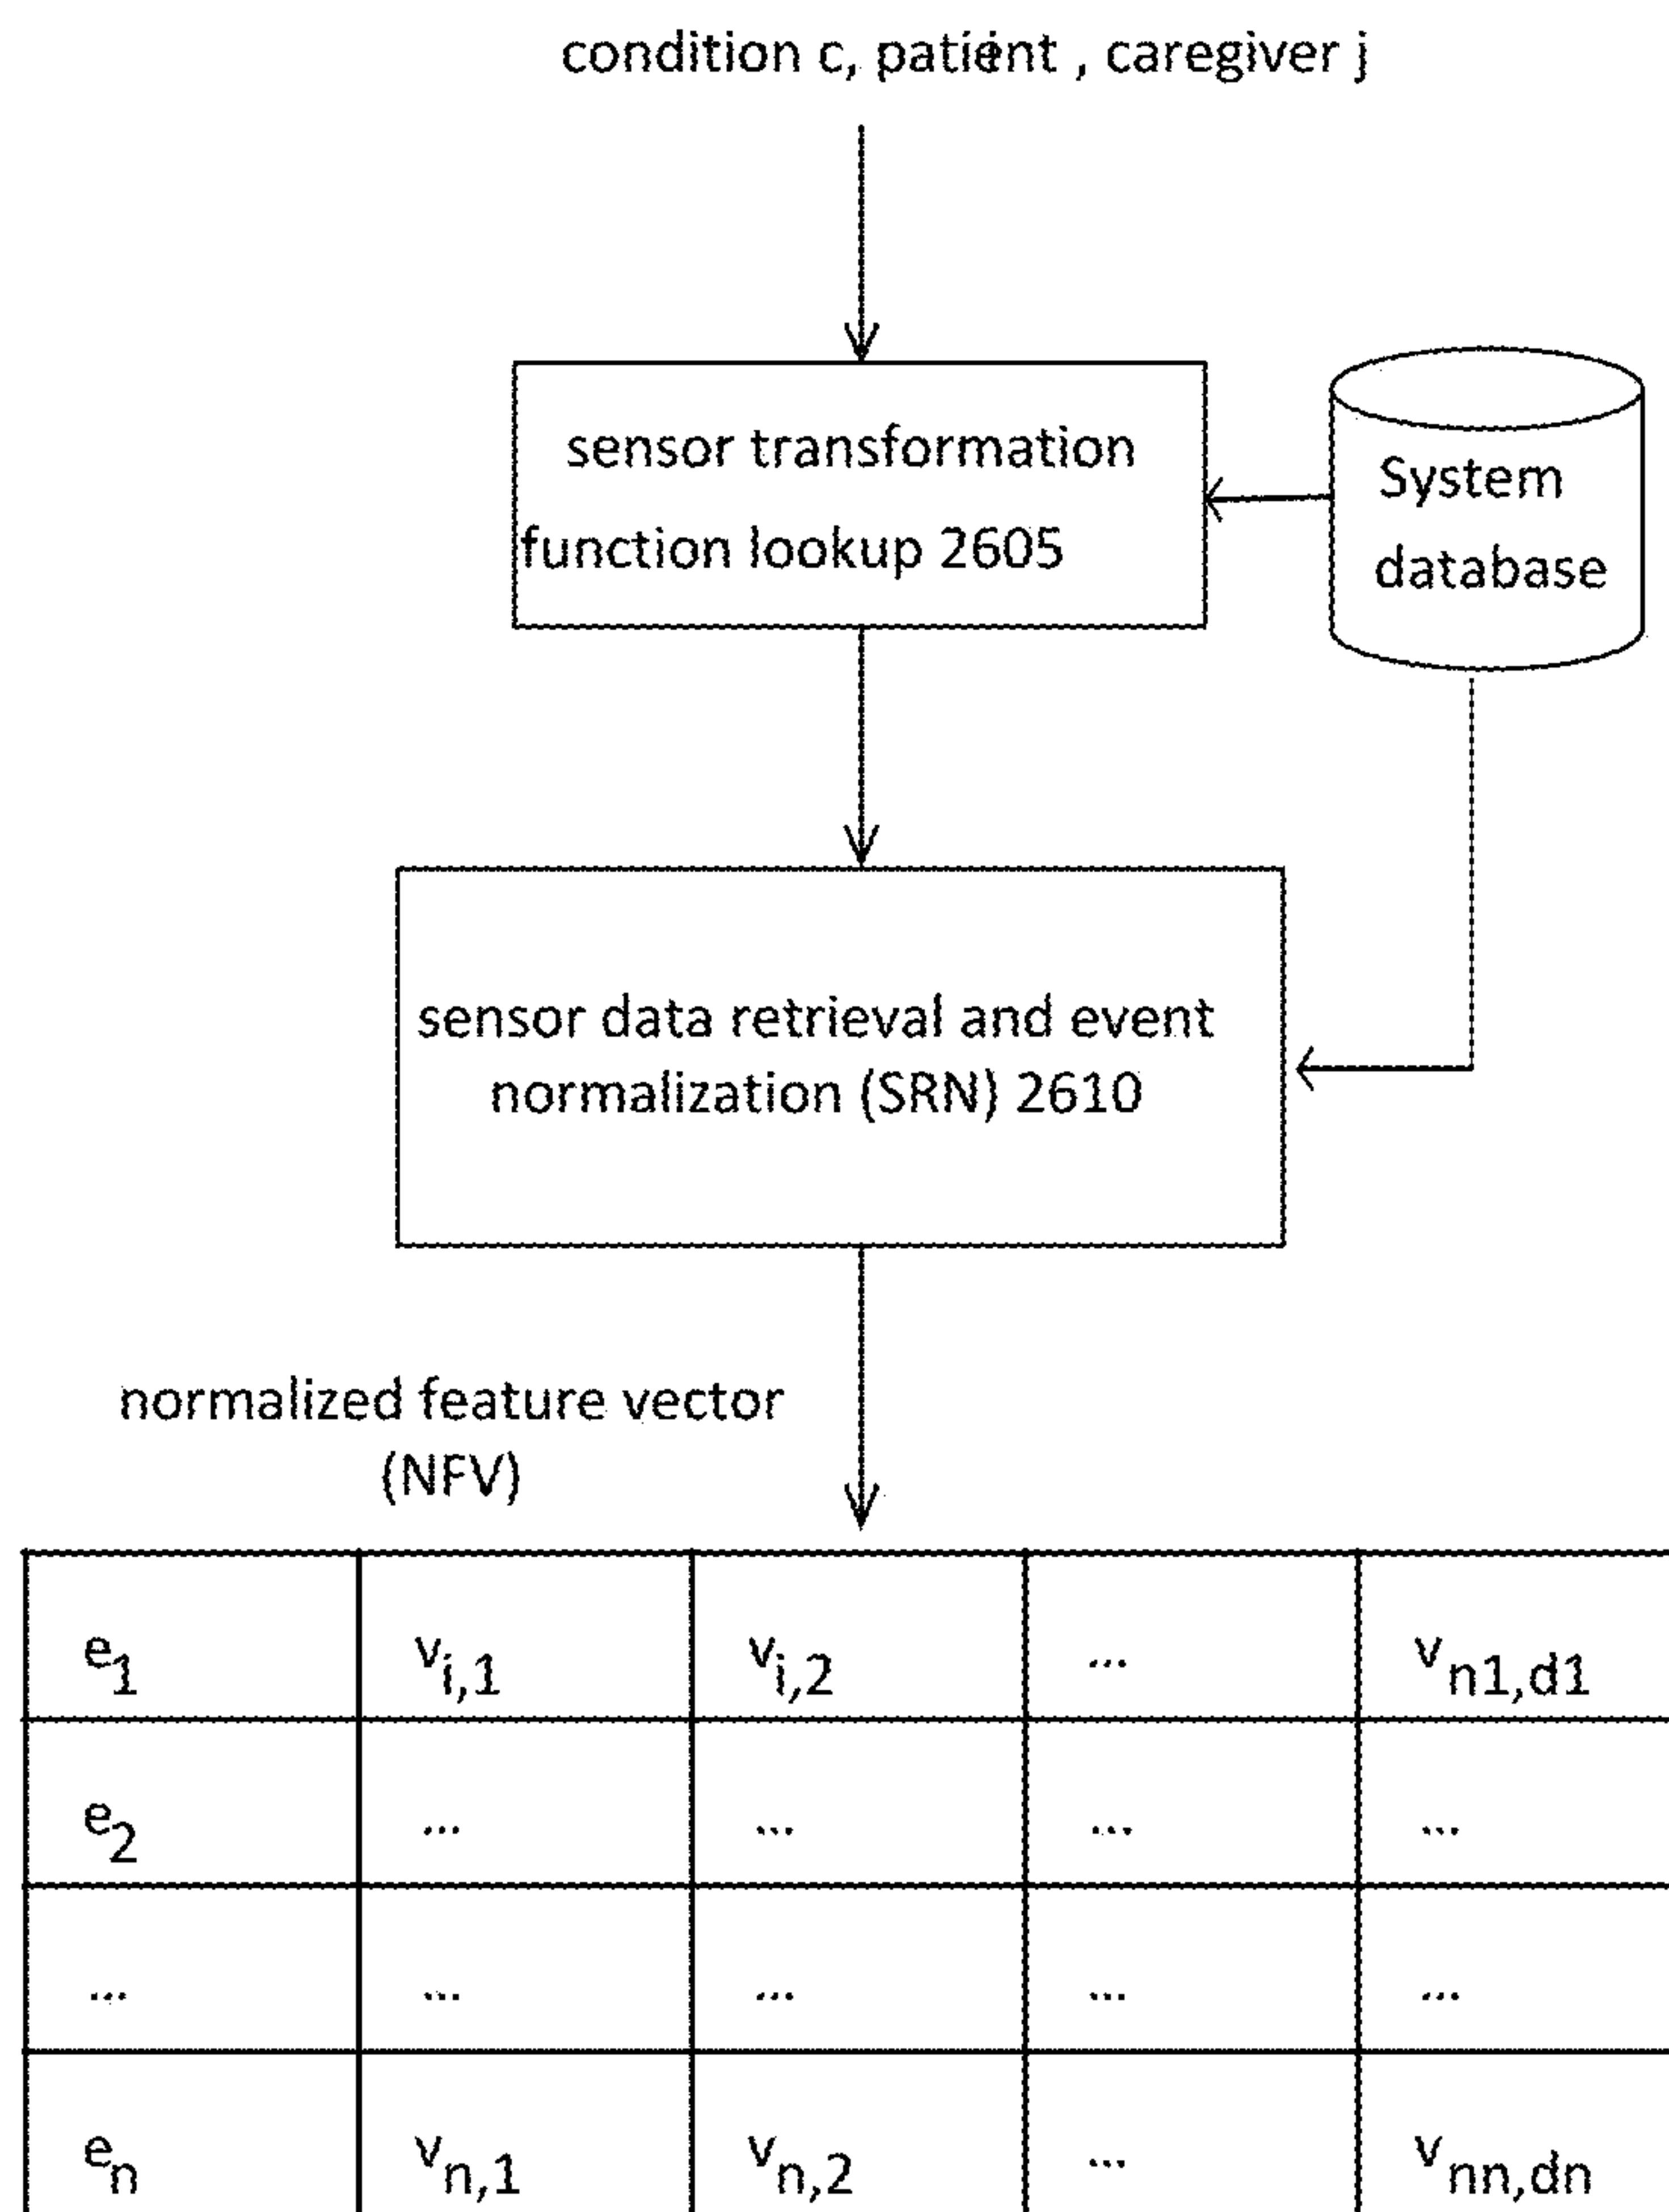 condition c, patient , caregiver j
sensor transformation
function lookup 2605
System
database
sensor data retrieval and event
normalization (SRN) 2610
normalized feature vector
(NFV)
e1 vi,1 vi,2 ... vn1,d1
e2 ... ... ... ...
... ... ... ... ...
en vn,1 vn,2 ... vnn,dn